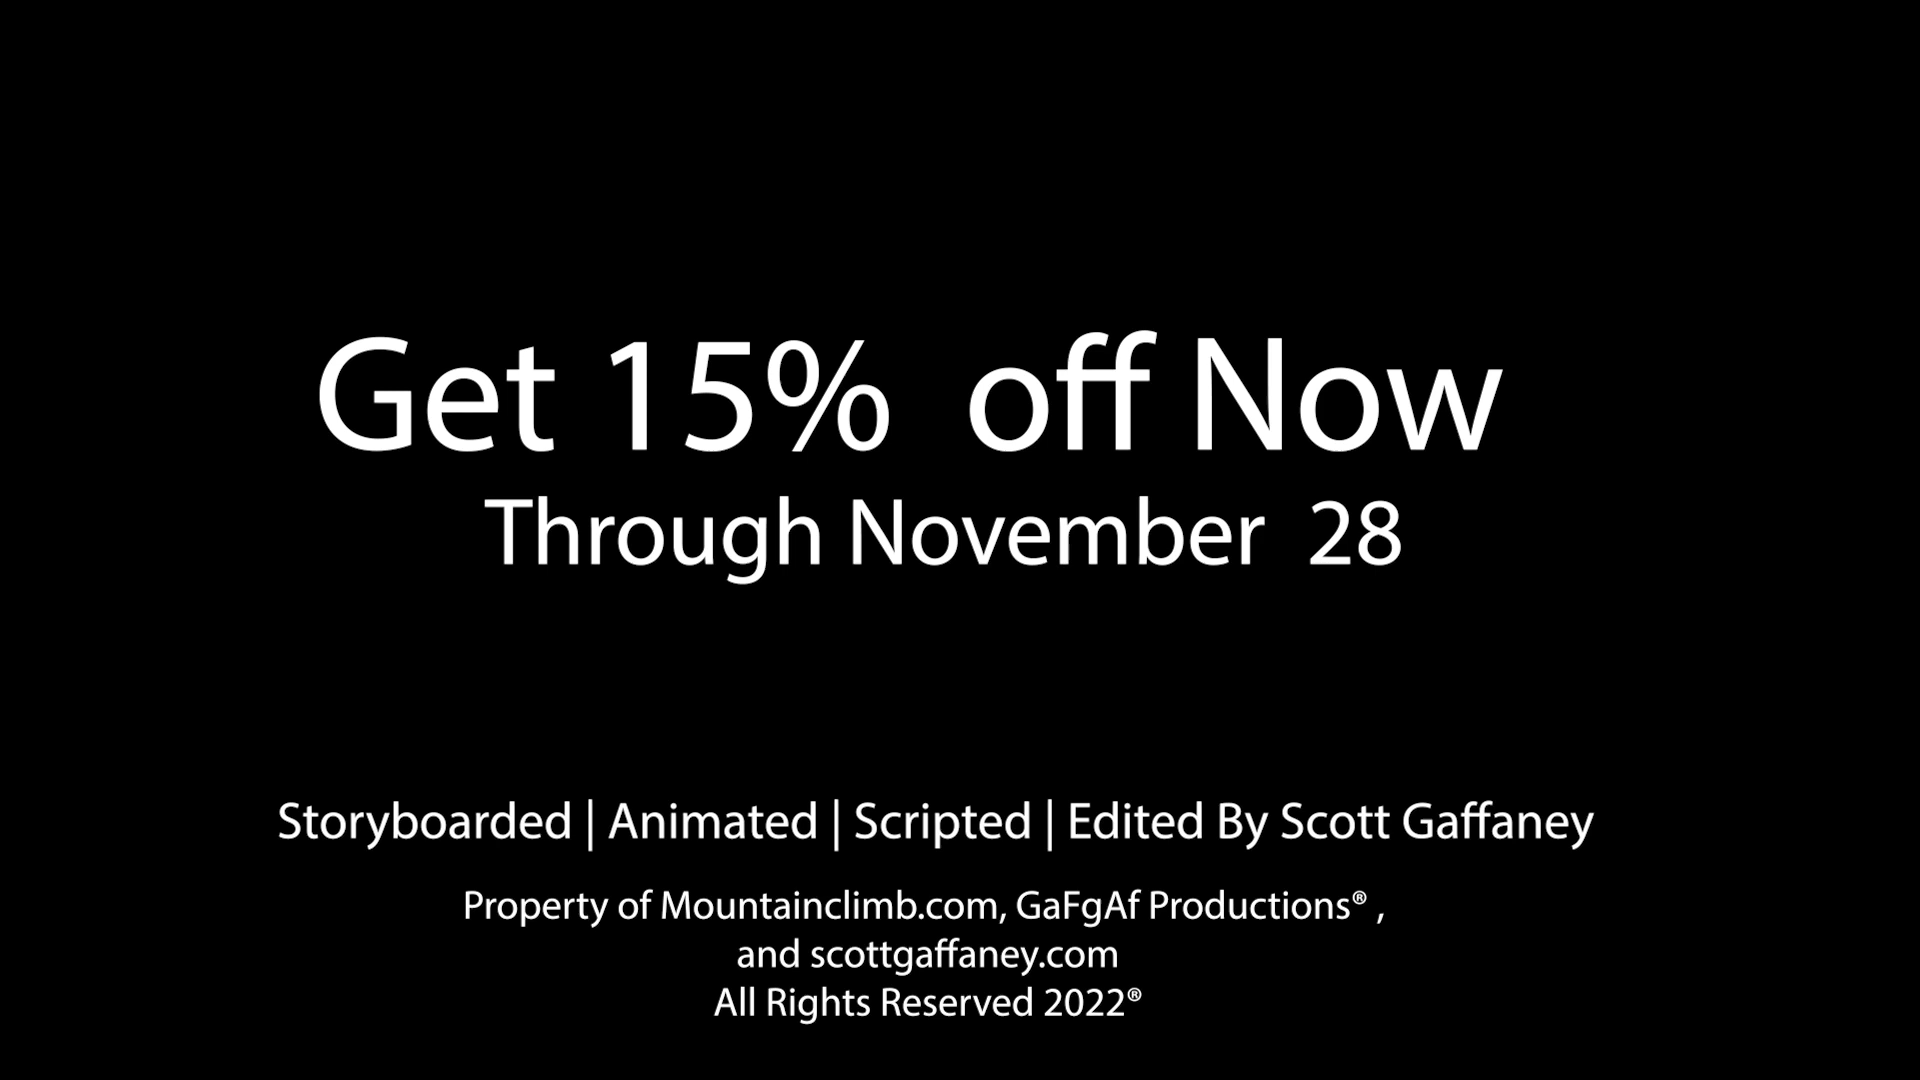 Get 15% off Now
Through November 28
Storyboarded | Animated | Scripted | Edited By Scott Gaffaney
Property of Mountainclimb.com, GaFgAf Productions® ,
and scottgaffaney.com
All Rights Reserved 2022®